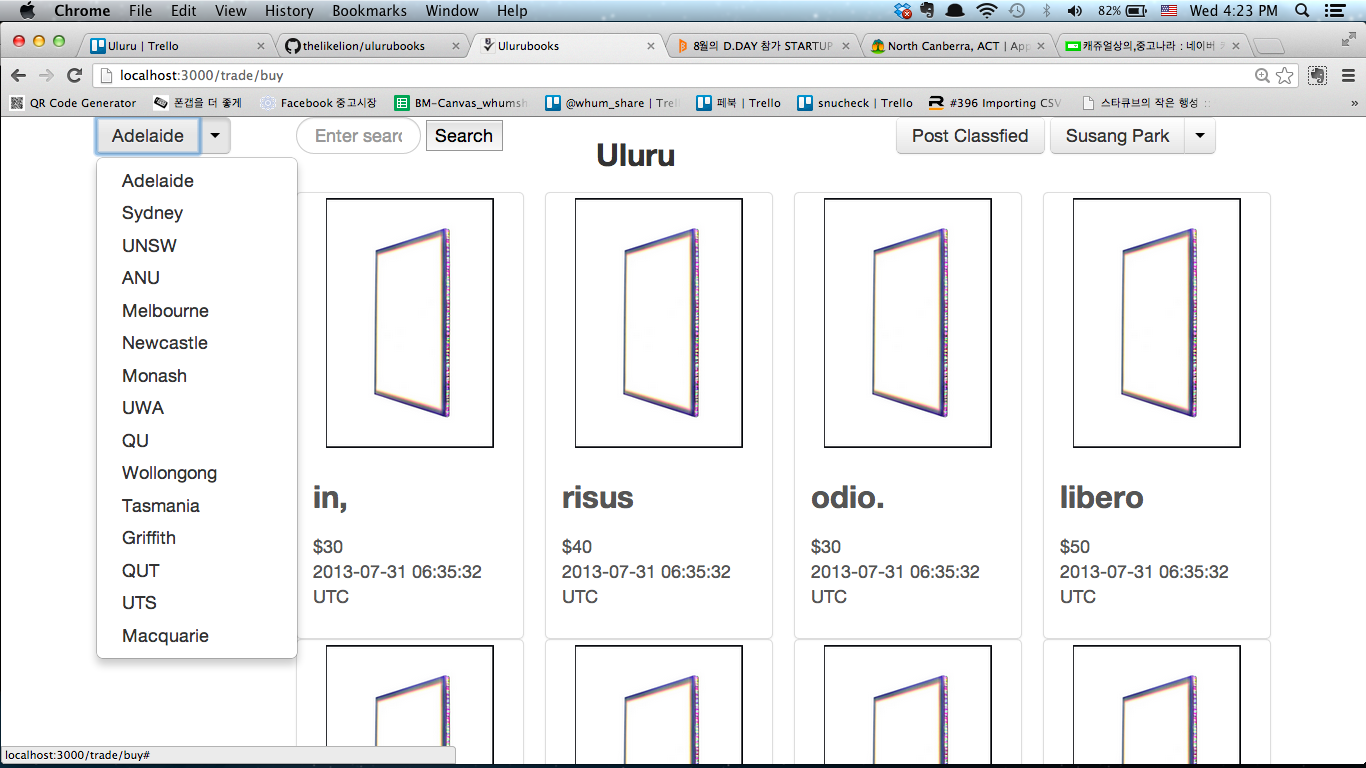 Chrome File Edit View History Bookmarks Window Help 82% Wed 4:23 PM
Uluru | Trello thelikelion/ulurubooks Ulurubooks 8월의 D.DAY 참가 STARTUP North Canberra, ACT | App 캐쥬얼상의,중고나라 : 네이버
localhost:3000/trade/buy
QR Code Generator 폰갭을 더 좋게 Facebook 중고시장 BM-Canvas_whumsh @whum_share | Trell 페북 | Trello snucheck | Trello #396 Importing CSV 스타큐브의 작은 행성 ::
Adelaide Enter searc Search Uluru Post Classfied Susang Park
Adelaide
Sydney
UNSW
ANU
Melbourne
Newcastle
Monash
UWA
QU
Wollongong
Tasmania
Griffith
QUT
UTS
Macquarie
in, risus odio. libero
$30 $40 $30 $50
2013-07-31 06:35:32 2013-07-31 06:35:32 2013-07-31 06:35:32 2013-07-31 06:35:32
UTC UTC UTC UTC
localhost:3000/trade/buy#